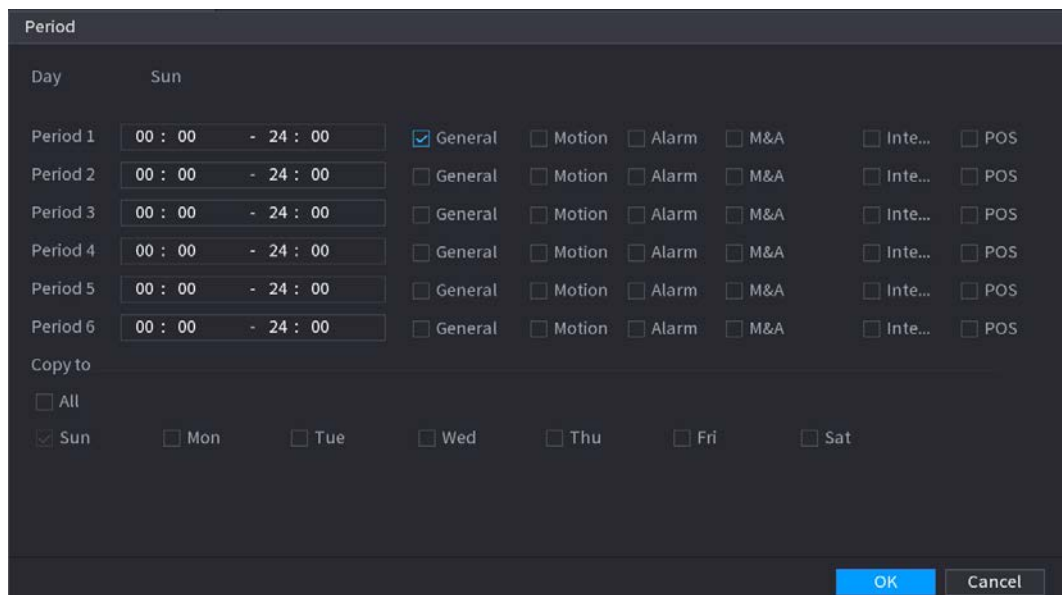 Period
Day Sun
Period 1 00 : 00 - 24 : 00 General Motion Alarm M&A Inte... POS
Period 2 00 : 00 - 24 : 00 General Motion Alarm M&A Inte... POS
Period 3 00 : 00 - 24 : 00 General Motion Alarm M&A Inte... POS
Period 4 00 : 00 - 24 : 00 General Motion Alarm M&A Inte... POS
Period 5 00 : 00 - 24 : 00 General Motion Alarm M&A Inte... POS
Period 6 00 : 00 - 24 : 00 General Motion Alarm M&A Inte... POS
Copy to
All
Sun Mon Tue Wed Thu Fri Sat
OK Cancel